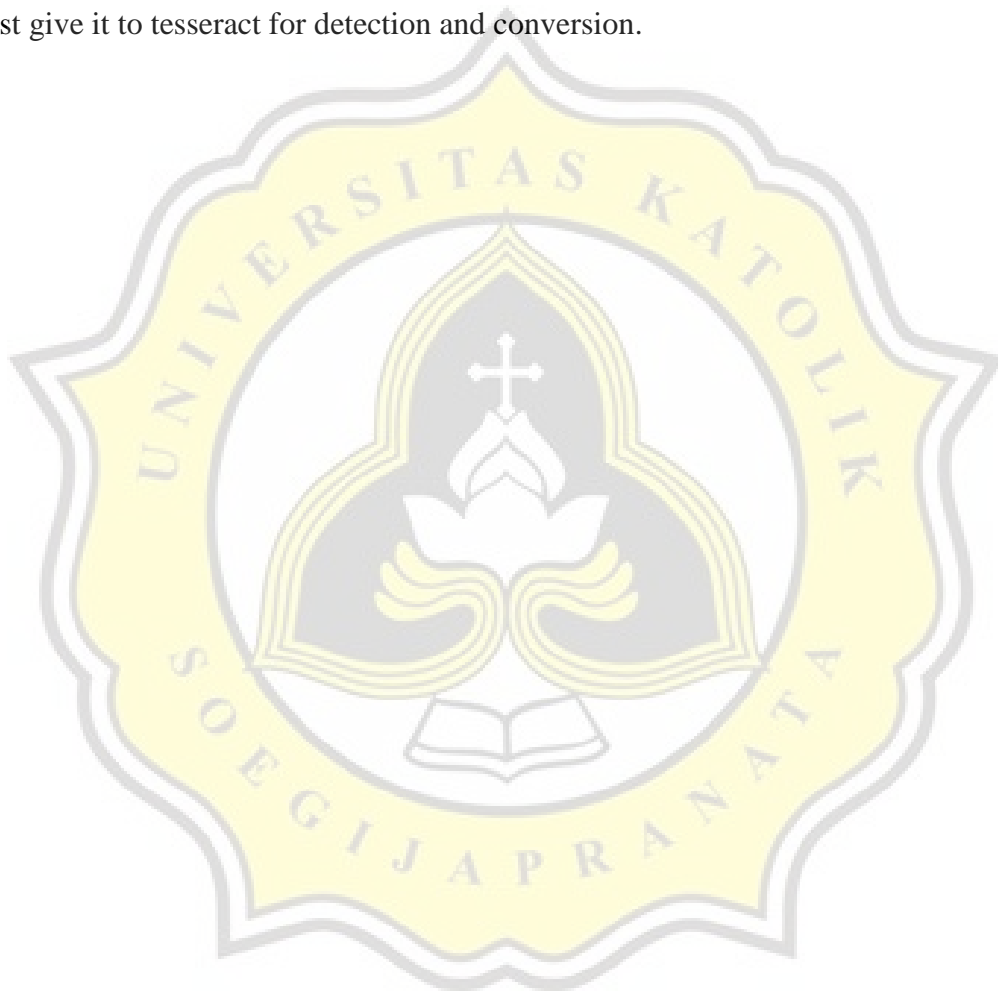 st give it to tesseract for detection and conversion.
UNIVERSITAS KATOLIK
SOEGIJAPRANATA